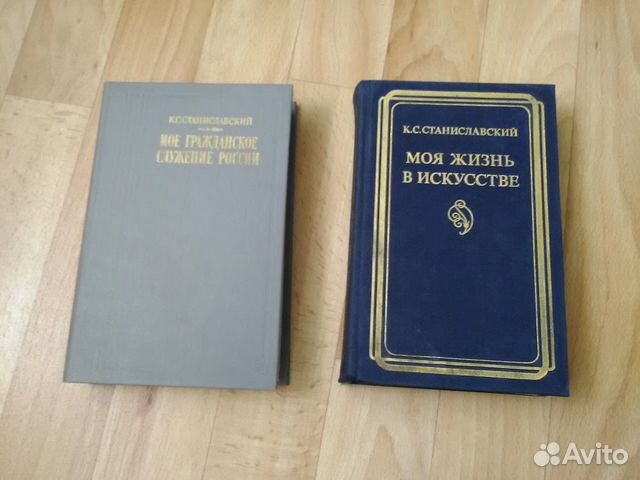 К.С.СТАНИСЛАВСКИЙ
МОЕ ГРАЖДАНСКОЕ
СЛУЖЕНИЕ РОССИИ
К.С.СТАНИСЛАВСКИЙ
МОЯ ЖИЗНЬ
В ИСКУССТВЕ
Avito